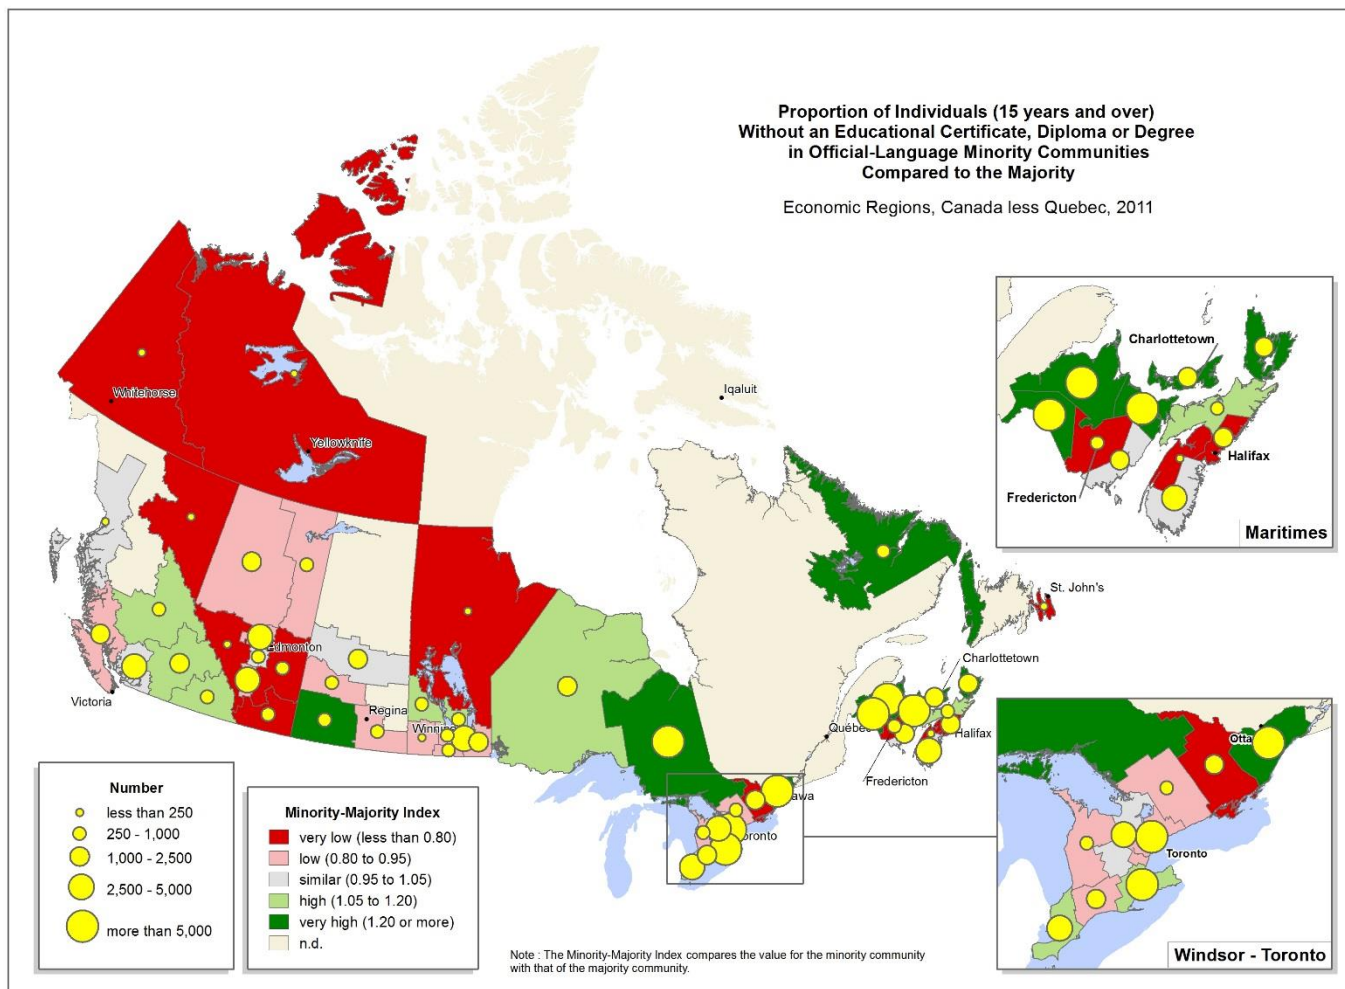 Proportion of Individuals (15 years and over)
Without an Educational Certificate, Diploma or Degree
in Official-Language Minority Communities
Compared to the Majority
Economic Regions, Canada less Quebec, 2011
Whitehorse
Yellowknife
Iqaluit
Edmonton
Victoria
Regina
St. John's
Charlottetown
Québec
Halifax
Fredericton
Toronto
Charlottetown
Halifax
Fredericton
Maritimes
Toronto
Windsor - Toronto
Number
less than 250
250 - 1,000
1,000 - 2,500
2,500 - 5,000
more than 5,000
Minority-Majority Index
very low (less than 0.80)
low (0.80 to 0.95)
similar (0.95 to 1.05)
high (1.05 to 1.20)
very high (1.20 or more)
n.d.
Note : The Minority-Majority Index compares the value for the minority community
with that of the majority community.